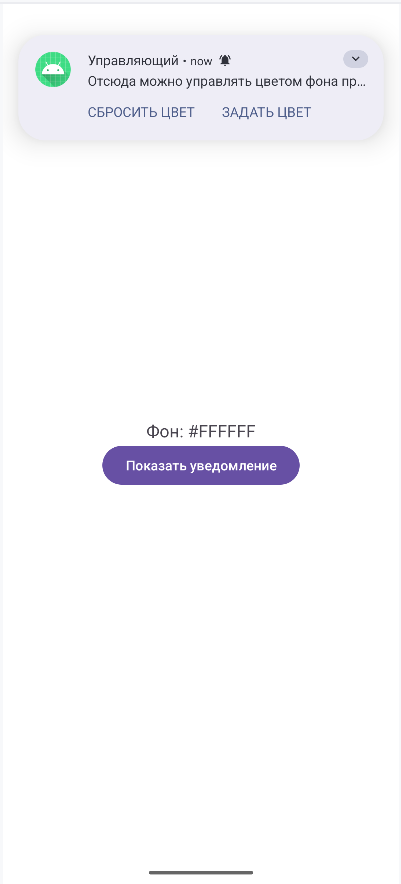 Управляющий • now
Отсюда можно управлять цветом фона пр...
СБРОСИТЬ ЦВЕТ ЗАДАТЬ ЦВЕТ
Фон: #FFFFFF
Показать уведомление